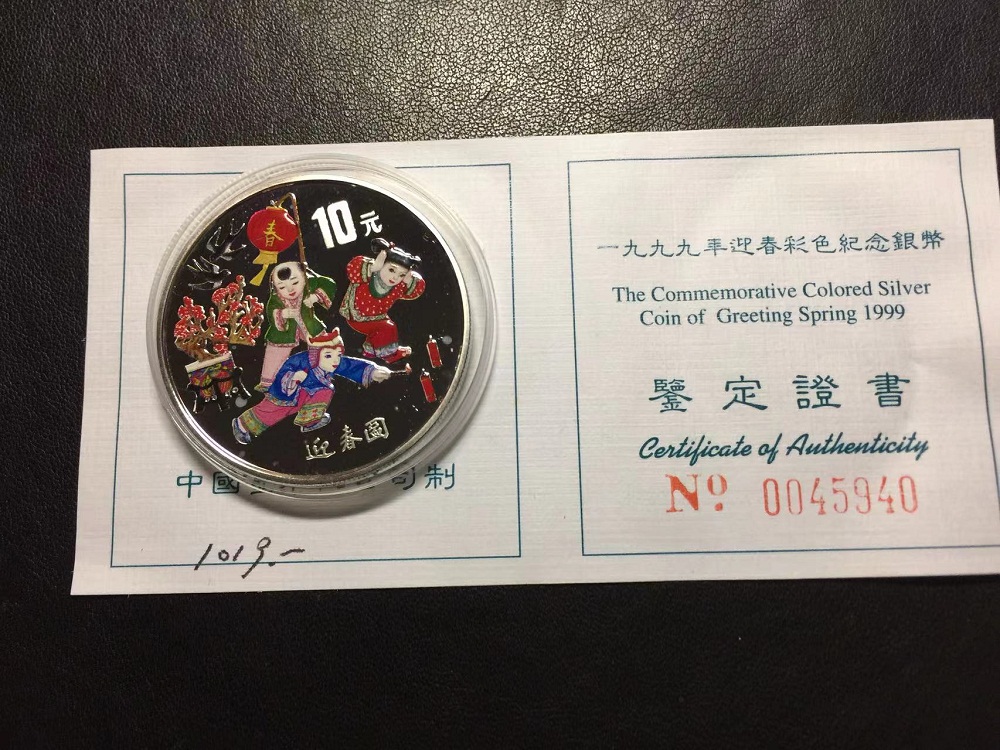 春
10元
迎春圖
中國
司制
1019.-
一九九九年迎春彩色紀念銀幣
The Commemorative Colored Silver
Coin of Greeting Spring 1999
鑒定證書
Certificate of Authenticity
Nº 0045940